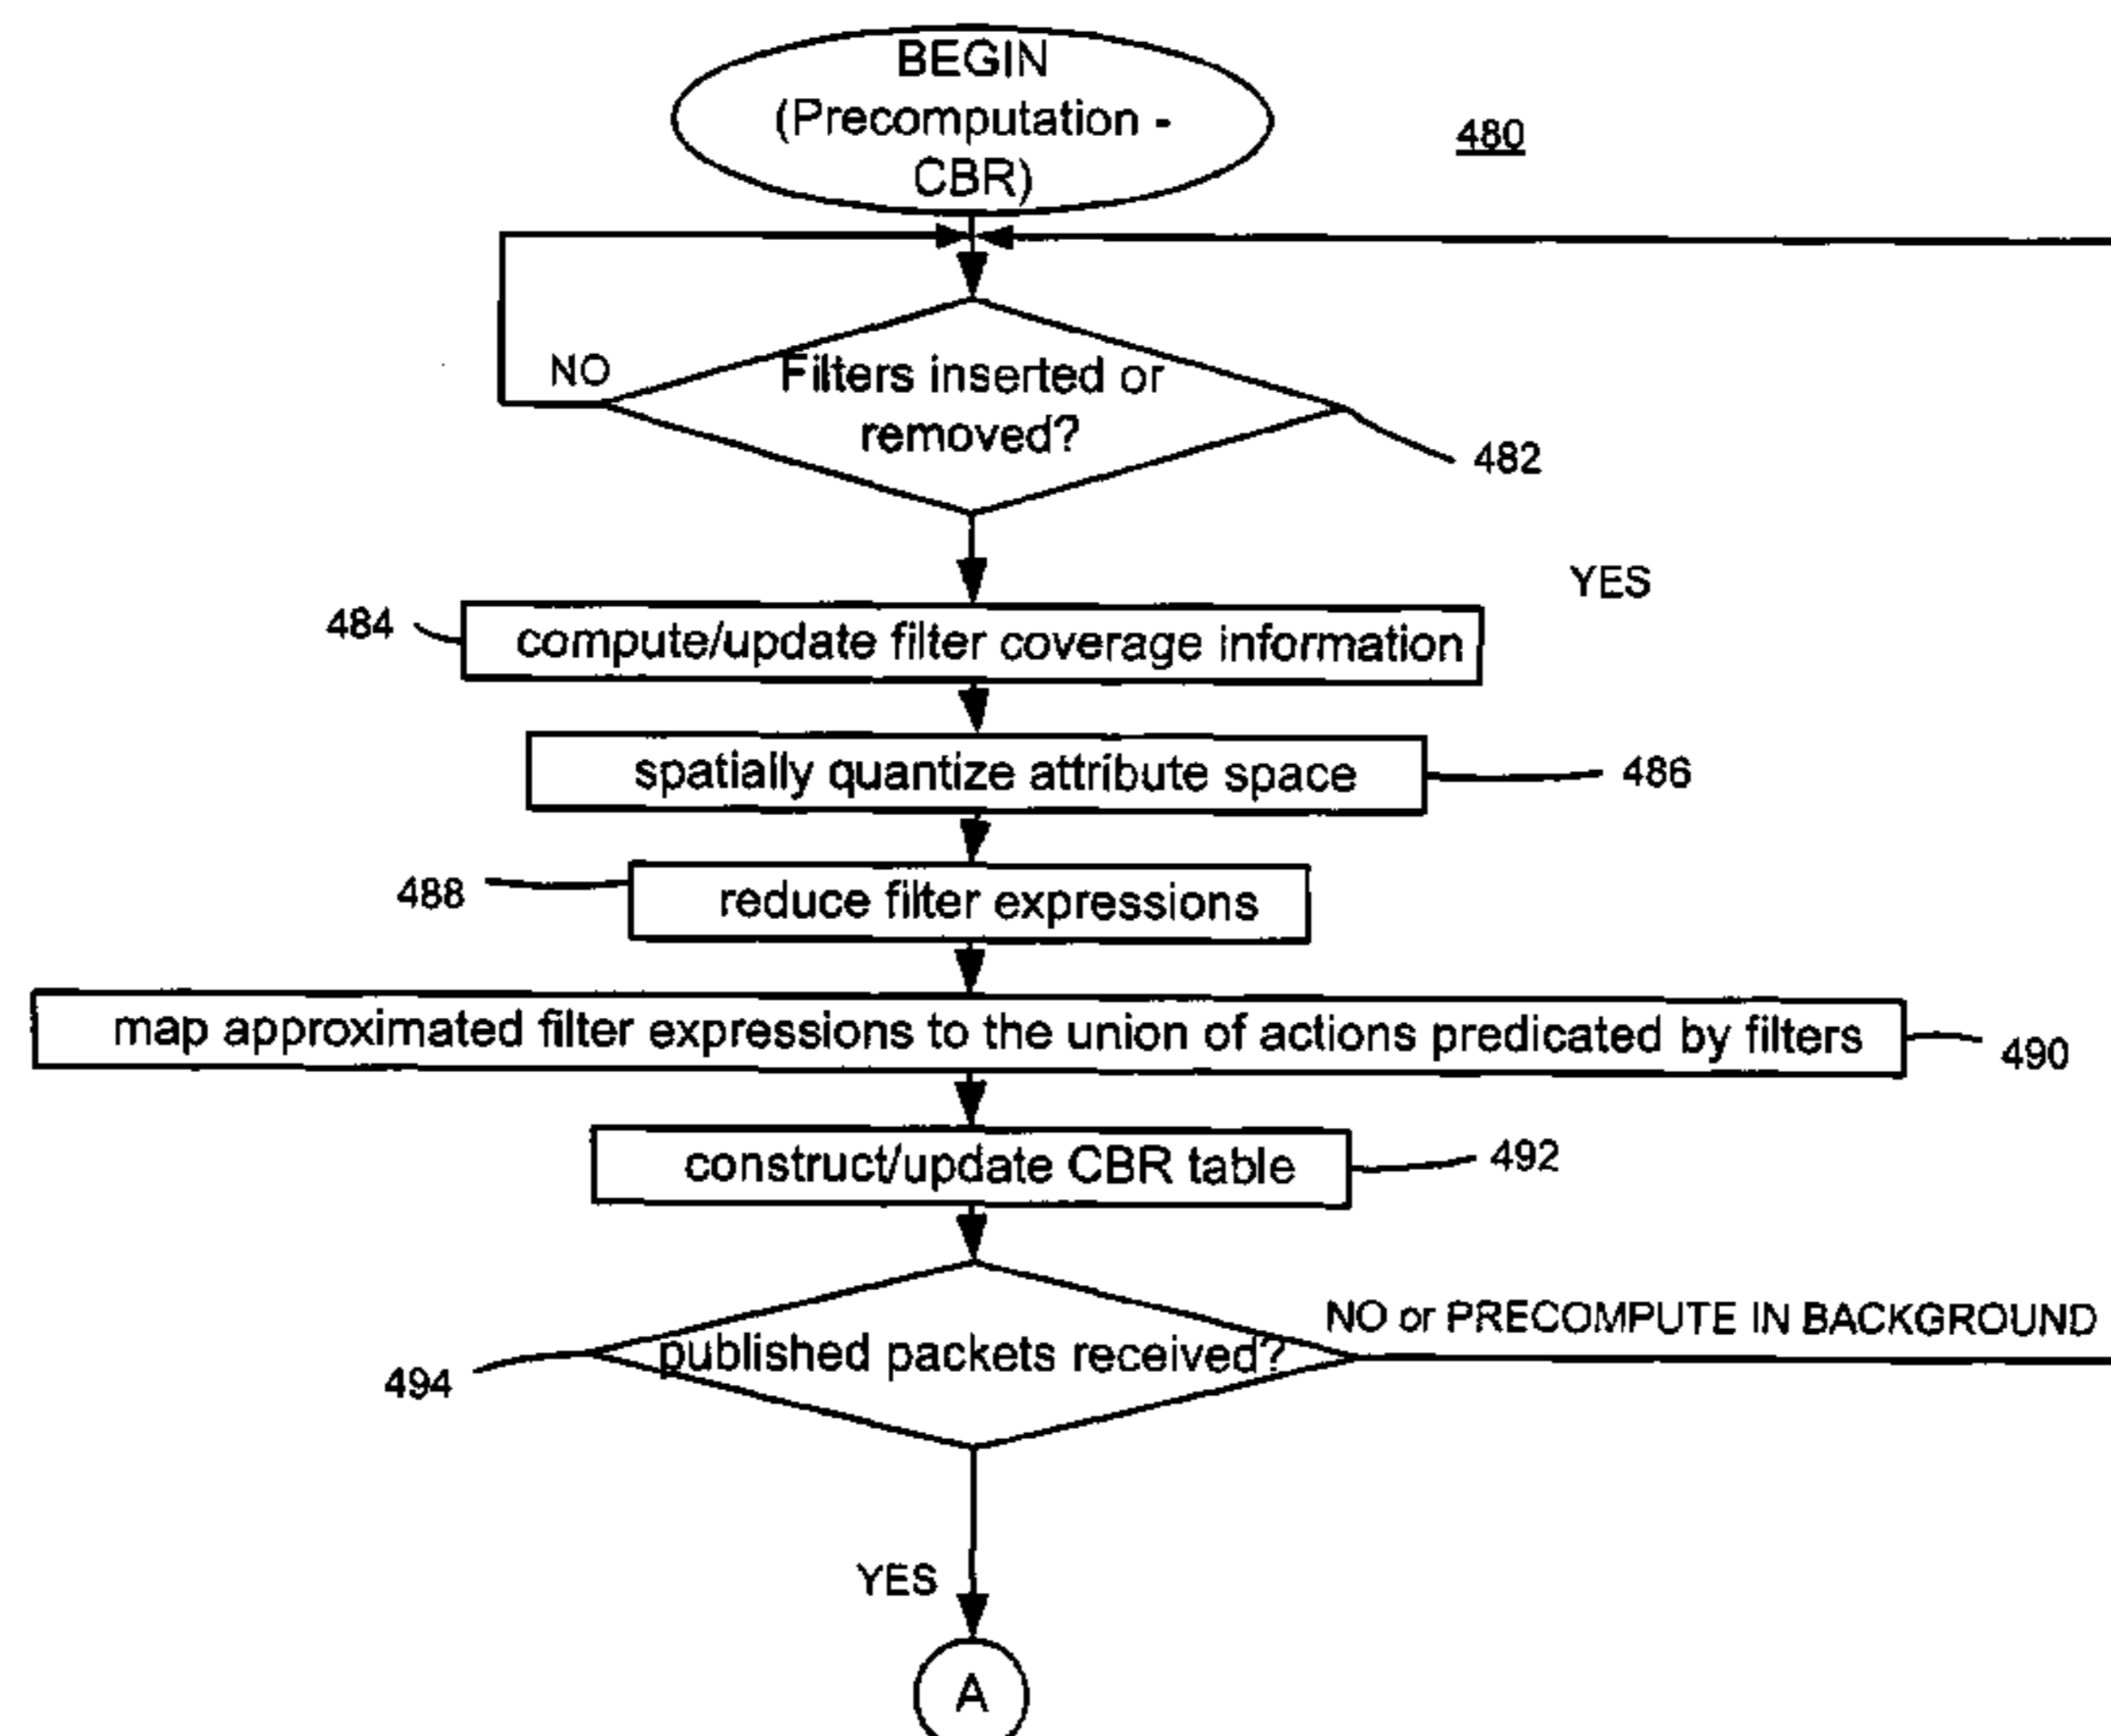 BEGIN
(Precomputation -
CBR)
480
NO
Filters inserted or
removed?
482
YES
484
compute/update filter coverage information
spatially quantize attribute space
486
488
reduce filter expressions
map approximated filter expressions to the union of actions predicated by filters
490
construct/update CBR table
492
NO or PRECOMPUTE IN BACKGROUND
published packets received?
494
YES
A